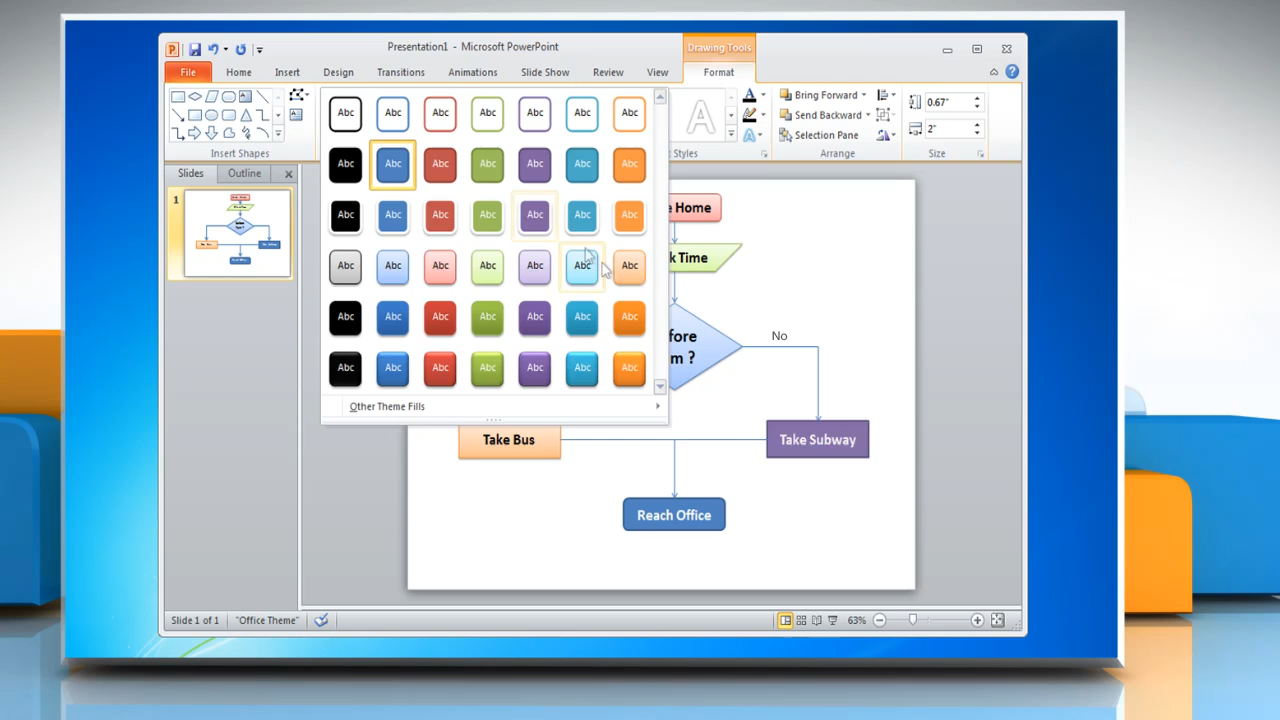 Presentation1 - Microsoft PowerPoint
Drawing Tools
File Home Insert Design Transitions Animations Slide Show Review View Format
Bring Forward
Send Backward
Selection Pane
0.67"
2"
Insert Shapes
Styles
Arrange
Size
Slides Outline
1
Abc Abc Abc Abc Abc Abc Abc
Abc Abc Abc Abc Abc Abc Abc
Abc Abc Abc Abc Abc Abc Abc
Abc Abc Abc Abc Abc Abc Abc
Abc Abc Abc Abc Abc Abc Abc
Abc Abc Abc Abc Abc Abc Abc
Other Theme Fills
e Home
k Time
fore
m ?
No
Take Bus
Take Subway
Reach Office
Slide 1 of 1 "Office Theme" 63%